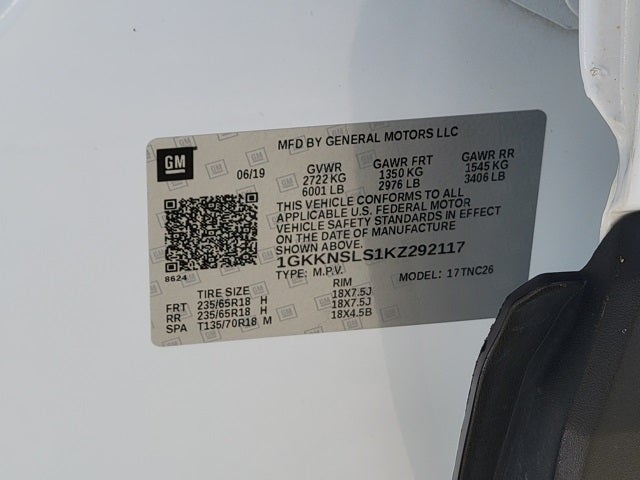 MFD BY GENERAL MOTORS LLC
GM
06/19
GVWR GAWR FRT GAWR RR
2722 KG 1350 KG 1545 KG
6001 LB 2976 LB 3406 LB
THIS VEHICLE CONFORMS TO ALL
APPLICABLE U.S. FEDERAL MOTOR
VEHICLE SAFETY STANDARDS IN EFFECT
ON THE DATE OF MANUFACTURE
SHOWN ABOVE.
1GKKNSLS1KZ292117
8624
TYPE: M.P.V. MODEL: 17TNC26
TIRE SIZE RIM
FRT 235/65R18 H 18X7.5J
RR 235/65R18 H 18X7.5J
SPA T135/70R18 M 18X4.5B